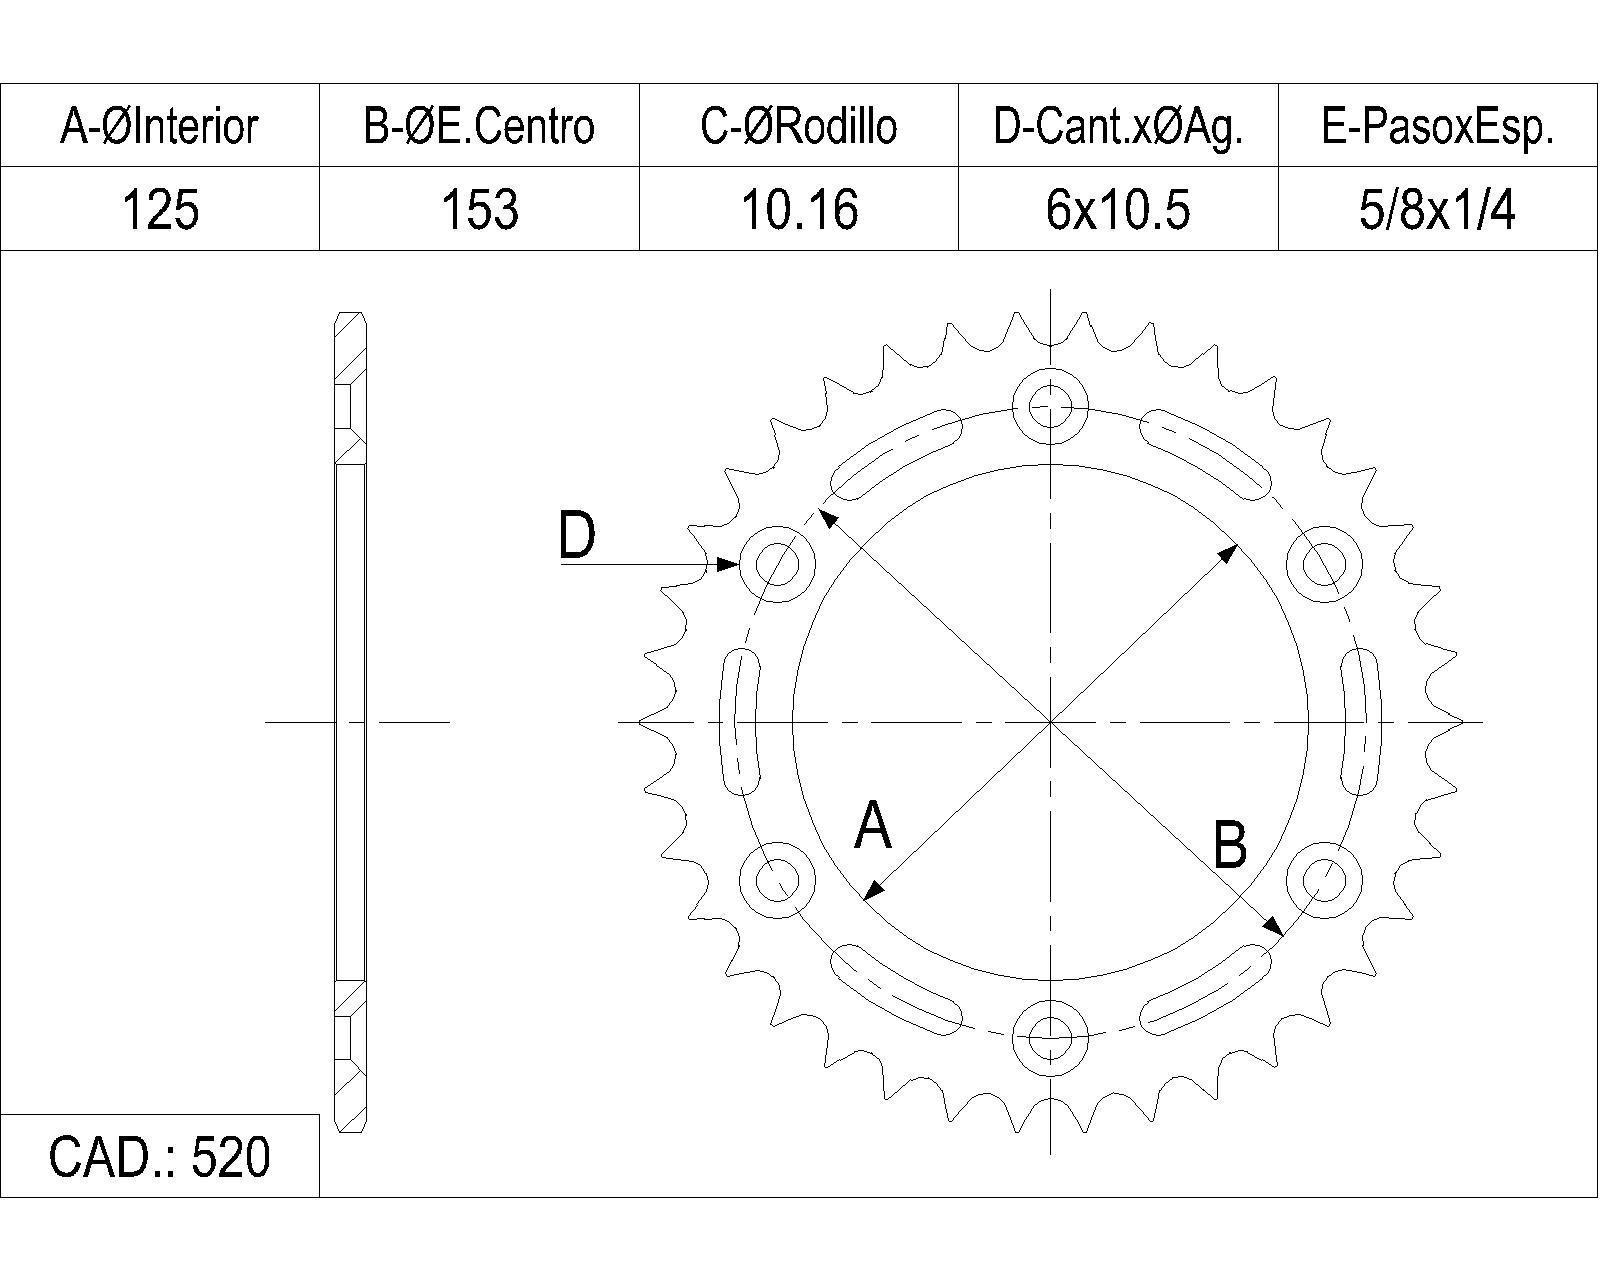 A-ØInterior B-ØE.Centro C-ØRodillo D-Cant.xØAg. E-PasoxEsp.
125 153 10.16 6x10.5 5/8x1/4
D
A
B
CAD.: 520